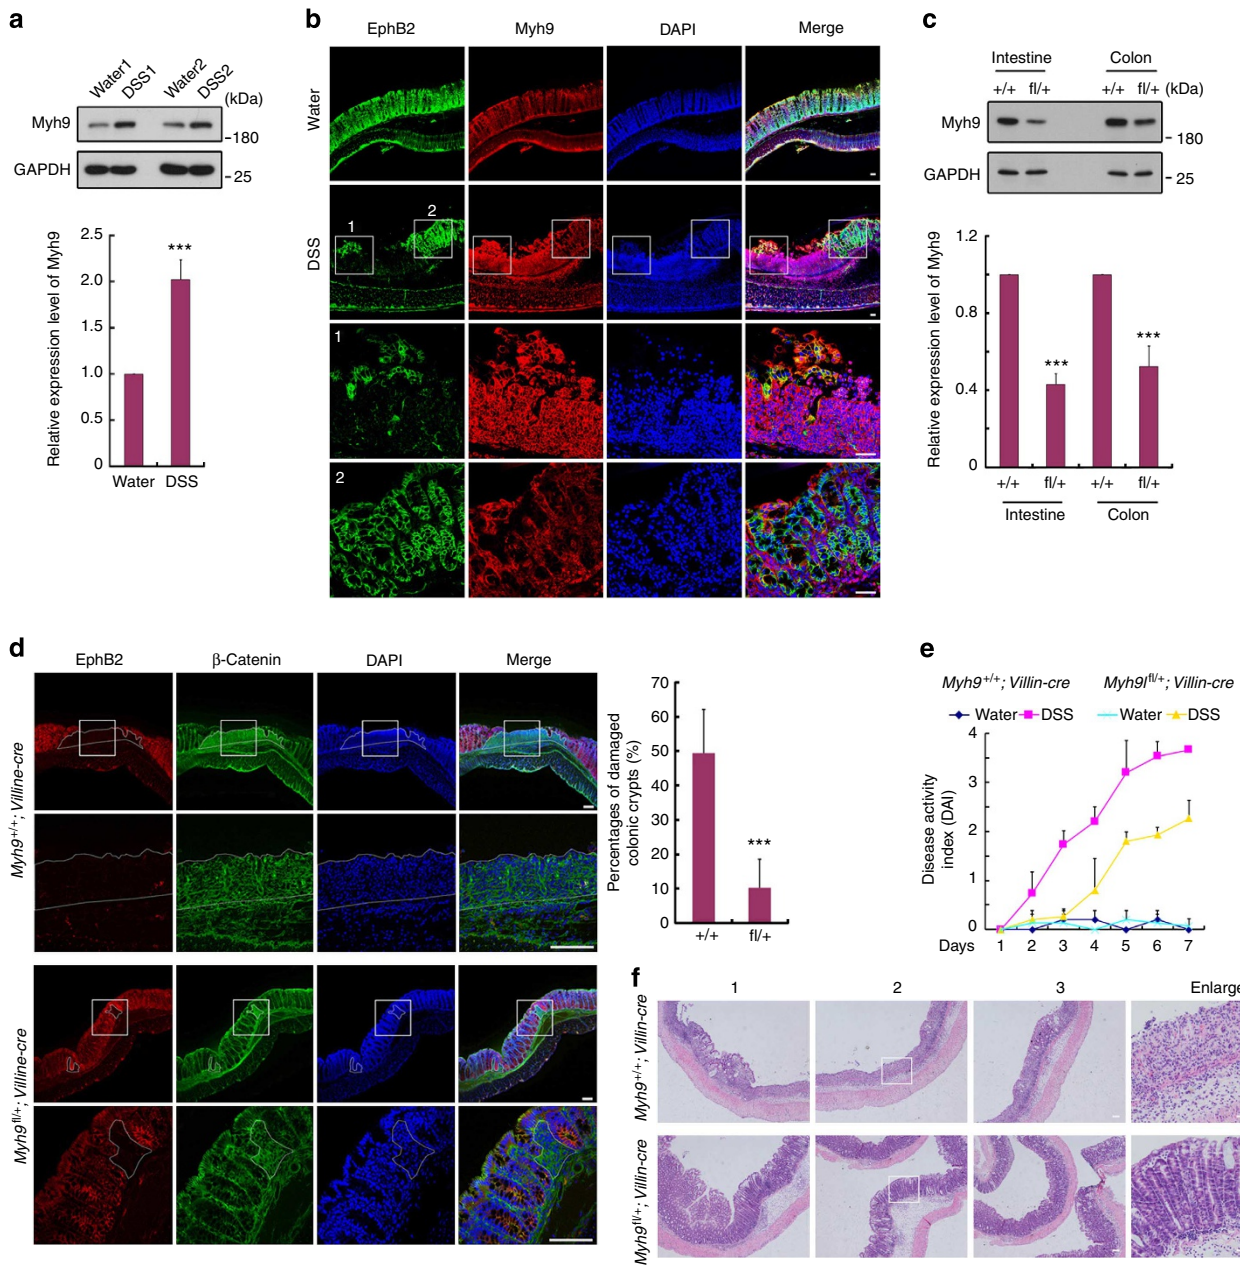 a
Water1 DSS1 Water2 DSS2
(kDa)
Myh9
-180
GAPDH
-25
Relative expression level of Myh9
2.5
***
2.0
1.5
1.0
0.5
0
Water DSS
b
EphB2 Myh9 DAPI Merge
Water
DSS
1 2
1
2
c
Intestine Colon
+/+ fl/+ +/+ fl/+ (kDa)
Myh9
-180
GAPDH
-25
Relative expression level of Myh9
1.2
0.8
***
***
0.4
0
+/+ fl/+ +/+ fl/+
Intestine Colon
d
EphB2 β-Catenin DAPI Merge
Myh9+/+; Villine-cre
Myh9fl/+; Villine-cre
Percentages of damaged
colonic crypts (%)
70
60
50
40
30
20
***
10
0
+/+ fl/+
e
Myh9+/+; Villin-cre Myh9lfl/+; Villin-cre
Water DSS Water DSS
Disease activity
index (DAI)
4
3
2
1
0
Days 1 2 3 4 5 6 7
f
1 2 3 Enlarge
Myh9+/+; Villin-cre
Myh9fl/+; Villin-cre